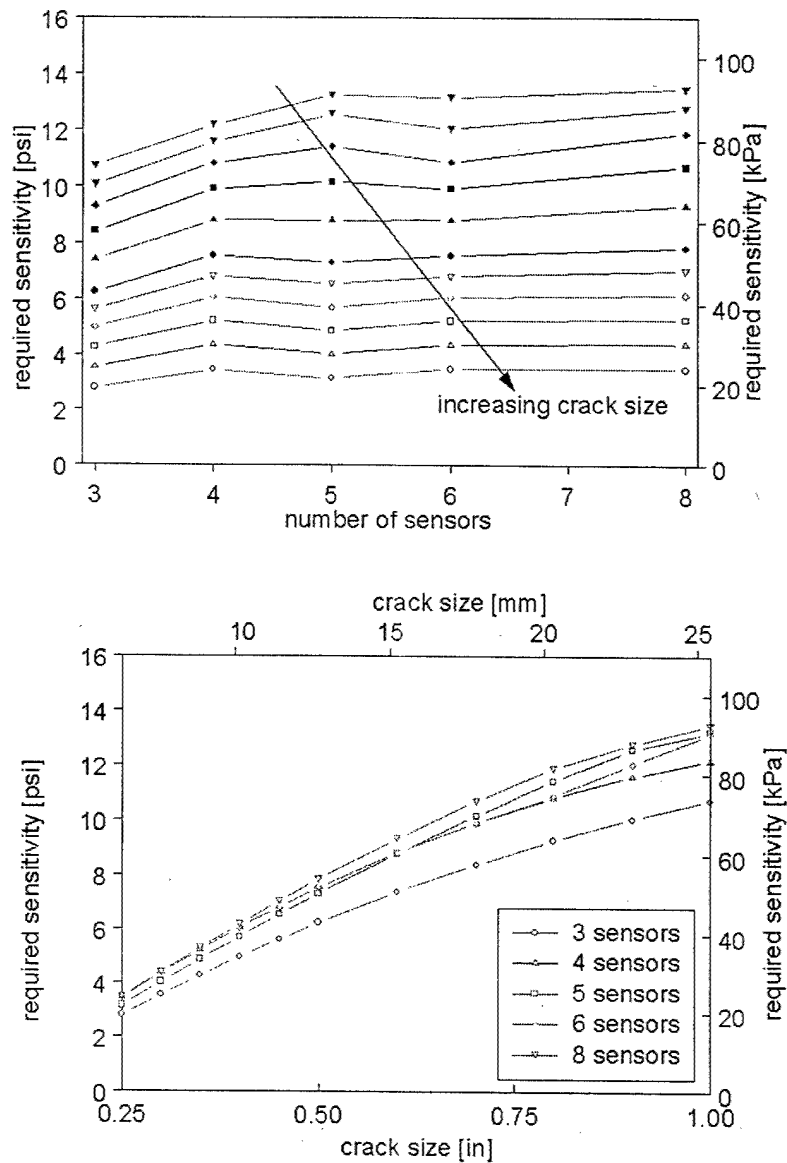 16
14
12
10
8
6
4
2
0
required sensitivity [psi]
100
80
60
40
20
0
required sensitivity [kPa]
increasing crack size
3 4 5 6 7 8
number of sensors
crack size [mm]
10 15 20 25
16
14
12
10
8
6
4
2
0
required sensitivity [psi]
100
80
60
40
20
0
required sensitivity [kPa]
3 sensors
4 sensors
5 sensors
6 sensors
8 sensors
0.25 0.50 0.75 1.00
crack size [in]